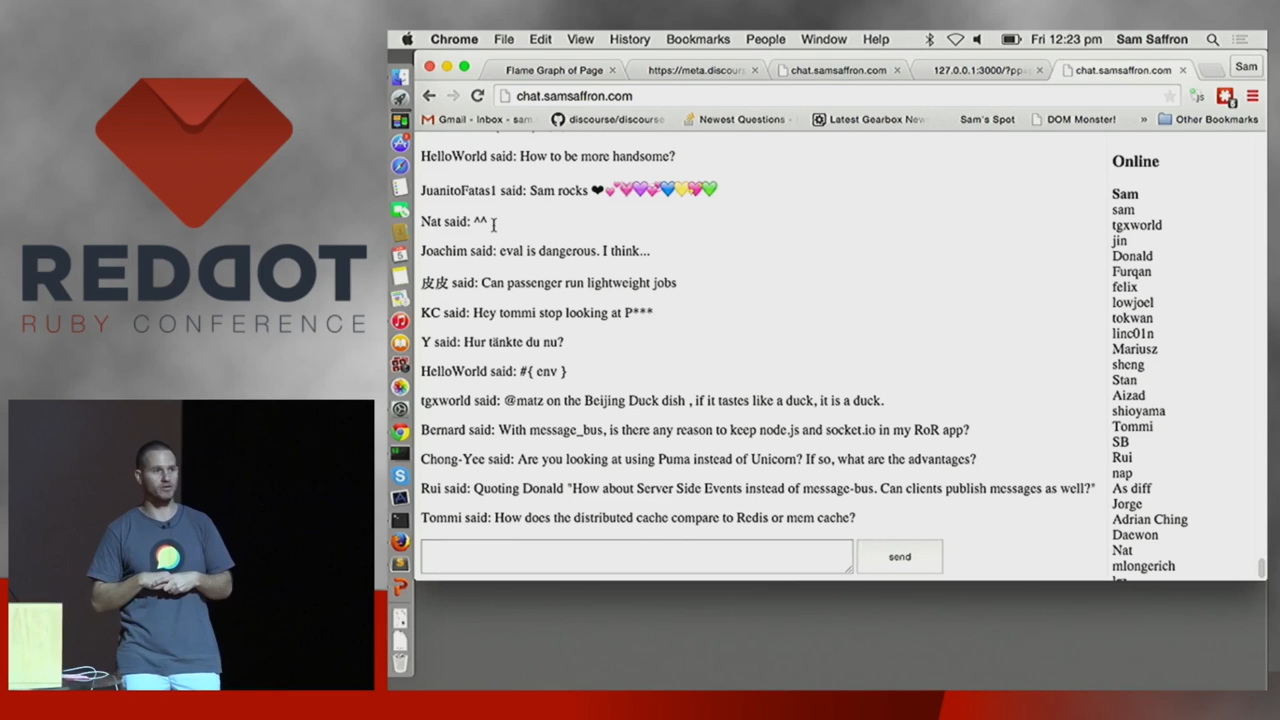 REDDOT
RUBY CONFERENCE
Chrome File Edit View History Bookmarks People Window Help Fri 12:23 pm Sam Saffron
Flame Graph of Page × https://meta.discours × chat.samsaffron.com × 127.0.0.1:3000/?pp= × chat.samsaffron.com × Sam
chat.samsaffron.com
Gmail - Inbox - sam. discourse/discourse Newest Questions - Latest Gearbox New Sam's Spot DOM Monster! » Other Bookmarks
HelloWorld said: How to be more handsome?
JuanitoFatas1 said: Sam rocks ❤💕💓💜💞💙💛💖💚
Nat said: ^^
Joachim said: eval is dangerous. I think...
皮皮 said: Can passenger run lightweight jobs
KC said: Hey tommi stop looking at P***
Y said: Hur tänkte du nu?
HelloWorld said: #{ env }
tgxworld said: @matz on the Beijing Duck dish , if it tastes like a duck, it is a duck.
Bernard said: With message_bus, is there any reason to keep node.js and socket.io in my RoR app?
Chong-Yee said: Are you looking at using Puma instead of Unicorn? If so, what are the advantages?
Rui said: Quoting Donald "How about Server Side Events instead of message-bus. Can clients publish messages as well?"
Tommi said: How does the distributed cache compare to Redis or mem cache?
send
Online
Sam
sam
tgxworld
jin
Donald
Furqan
felix
lowjoel
tokwan
linc01n
Mariusz
sheng
Stan
Aizad
shioyama
Tommi
SB
Rui
nap
As diff
Jorge
Adrian Ching
Daewon
Nat
mlongerich